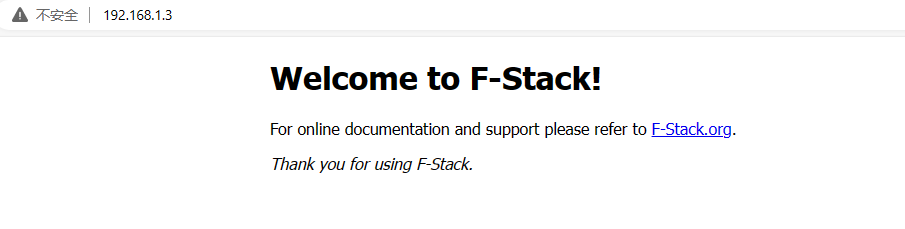 不安全 192.168.1.3
Welcome to F-Stack!
For online documentation and support please refer to F-Stack.org.
Thank you for using F-Stack.